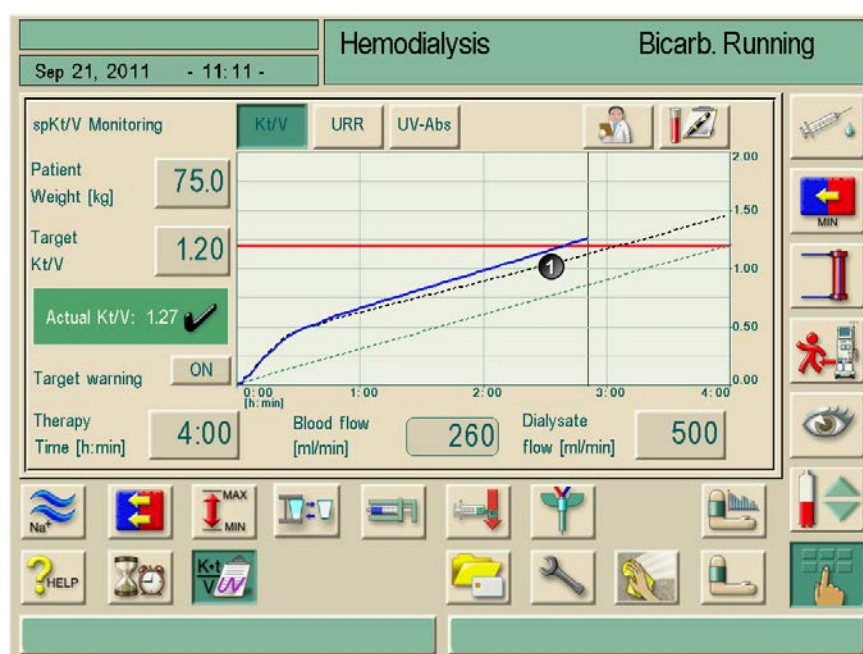 Hemodialysis Bicarb. Running
Sep 21, 2011 - 11:11 -
spKt/V Monitoring
Kt/V URR UV-Abs
Patient
Weight [kg] 75.0
Target
Kt/V 1.20
Actual Kt/V: 1.27
Target warning ON
2.00
1.50
1.00
0.50
0.00
1
0:00 1:00 2:00 3:00 4:00
[h:min]
Therapy
Time [h:min] 4:00
Blood flow
[ml/min] 260
Dialysate
flow [ml/min] 500
MIN
Na+
MAX
MIN
?HELP
K•t
V UV